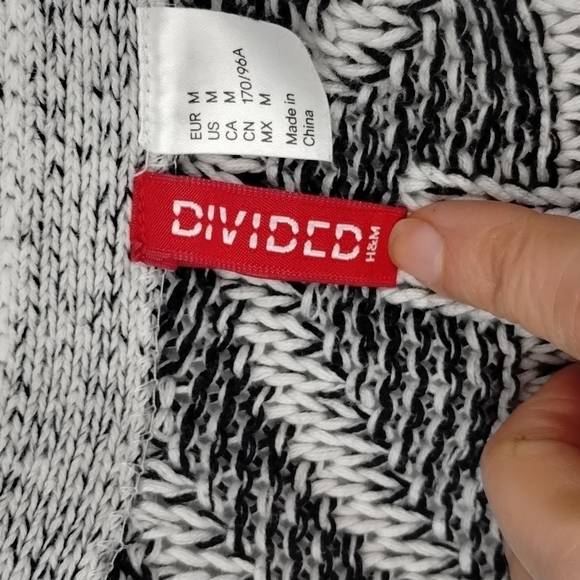 EUR M
US M
CA M
CN 170/96A
MX M
Made in
China
DIVIDED
H&M